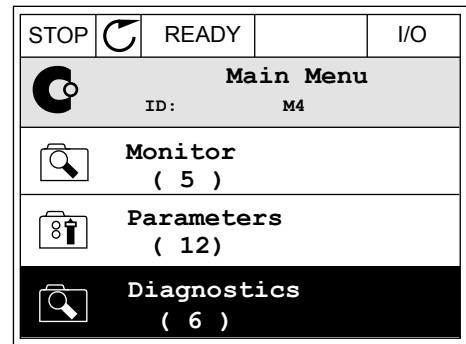 STOP READY I/O
Main Menu
ID: M4
Monitor
( 5 )
Parameters
( 12)
Diagnostics
( 6 )